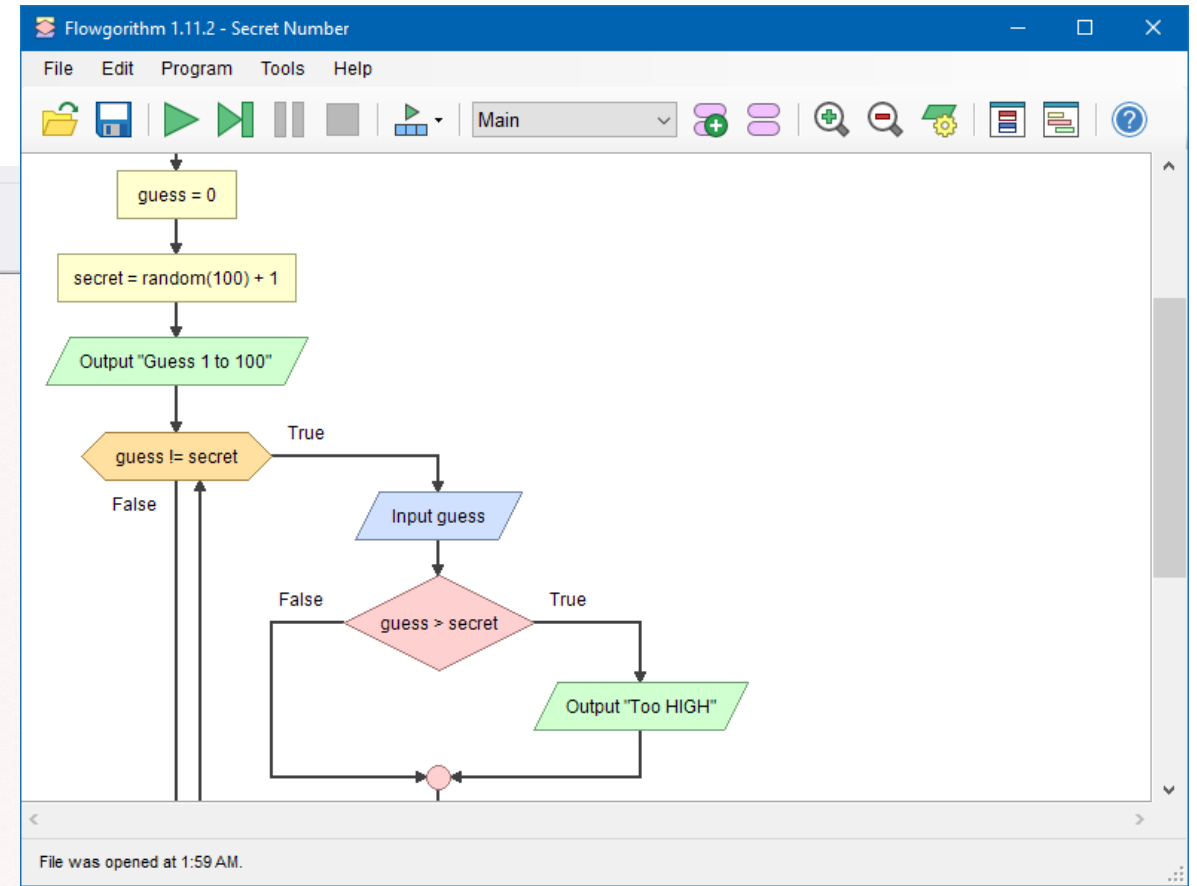 Flowgorithm 1.11.2 - Secret Number
File Edit Program Tools Help
Main
guess = 0
secret = random(100) + 1
Output "Guess 1 to 100"
True
guess != secret
False
Input guess
False True
guess > secret
Output "Too HIGH"
File was opened at 1:59 AM.